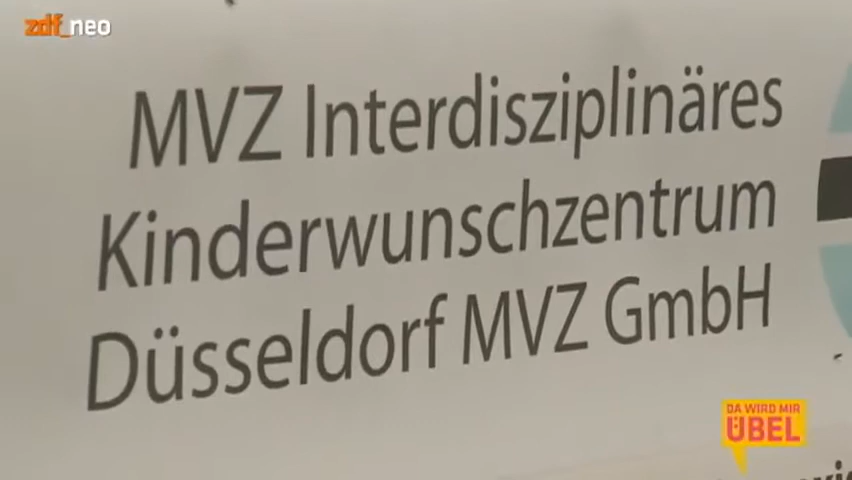 zdf_neo
MVZ Interdisziplinäres
Kinderwunschzentrum
Düsseldorf MVZ GmbH
DA WIRD MIR
ÜBEL